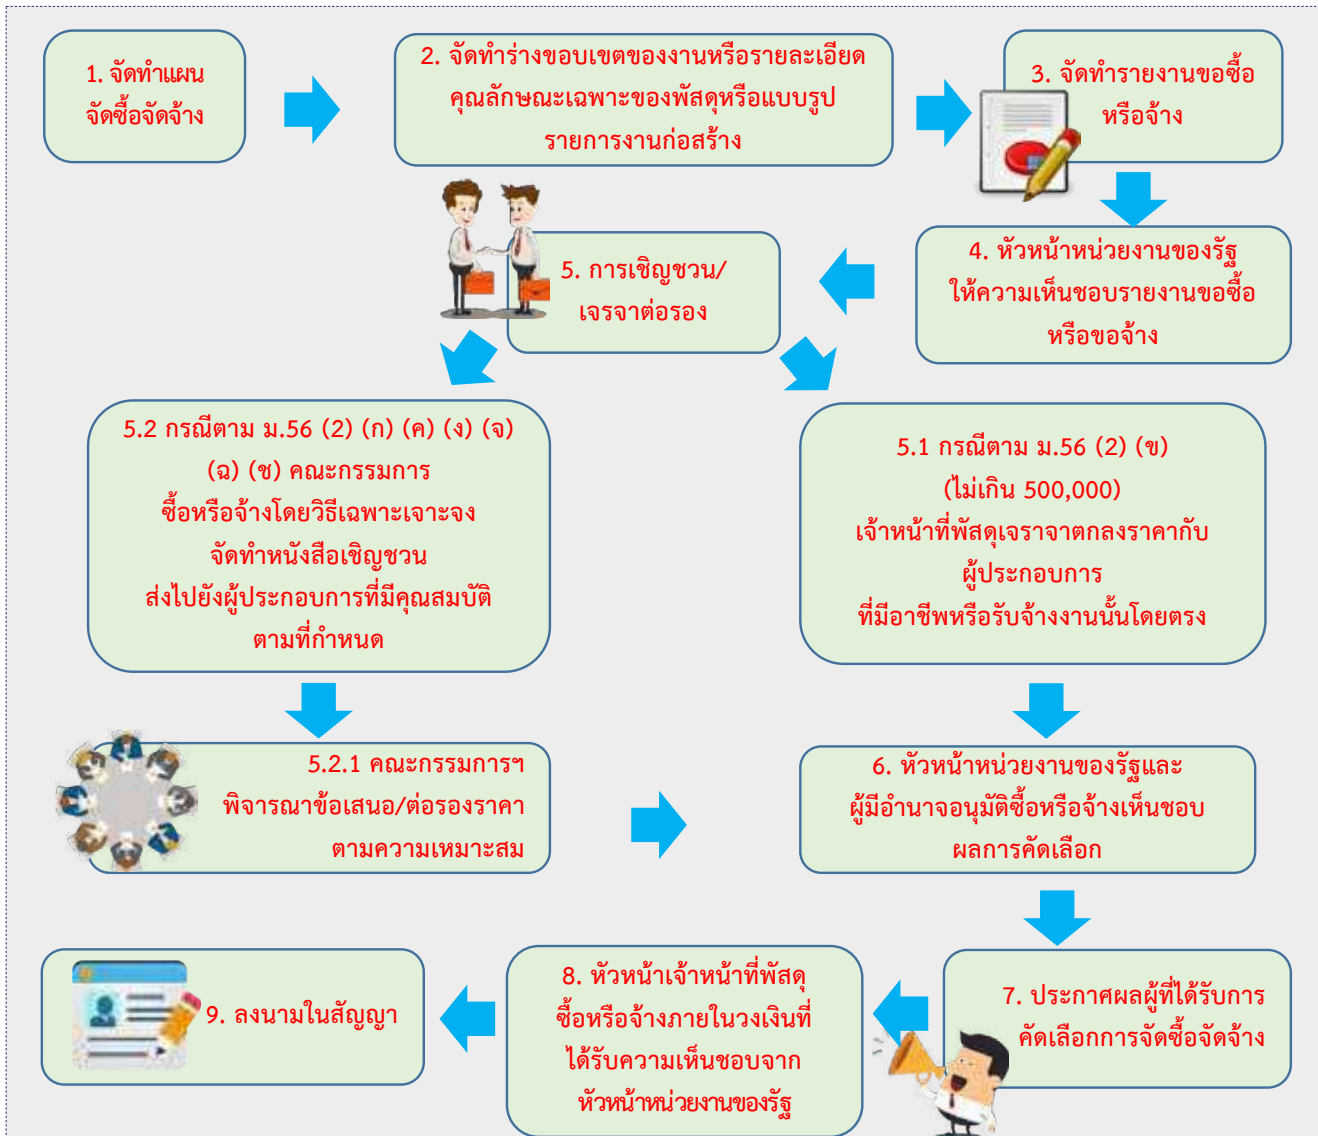 1. จัดทำแผน
จัดซื้อจัดจ้าง
2. จัดทำร่างขอบเขตของงานหรือรายละเอียด
คุณลักษณะเฉพาะของพัสดุหรือแบบรูป
รายการงานก่อสร้าง
3. จัดทำรายงานขอซื้อ
หรือจ้าง
4. หัวหน้าหน่วยงานของรัฐ
ให้ความเห็นชอบรายงานขอซื้อ
หรือขอจ้าง
5. การเชิญชวน/
เจรจาต่อรอง
5.2 กรณีตาม ม.56 (2) (ก) (ค) (ง) (จ)
(ฉ) (ช) คณะกรรมการ
ซื้อหรือจ้างโดยวิธีเฉพาะเจาะจง
จัดทำหนังสือเชิญชวน
ส่งไปยังผู้ประกอบการที่มีคุณสมบัติ
ตามที่กำหนด
5.1 กรณีตาม ม.56 (2) (ข)
(ไม่เกิน 500,000)
เจ้าหน้าที่พัสดุเจราจาตกลงราคากับ
ผู้ประกอบการ
ที่มีอาชีพหรือรับจ้างงานนั้นโดยตรง
5.2.1 คณะกรรมการฯ
พิจารณาข้อเสนอ/ต่อรองราคา
ตามความเหมาะสม
6. หัวหน้าหน่วยงานของรัฐและ
ผู้มีอำนาจอนุมัติซื้อหรือจ้างเห็นชอบ
ผลการคัดเลือก
7. ประกาศผลผู้ที่ได้รับการ
คัดเลือกการจัดซื้อจัดจ้าง
8. หัวหน้าเจ้าหน้าที่พัสดุ
ซื้อหรือจ้างภายในวงเงินที่
ได้รับความเห็นชอบจาก
หัวหน้าหน่วยงานของรัฐ
9. ลงนามในสัญญา